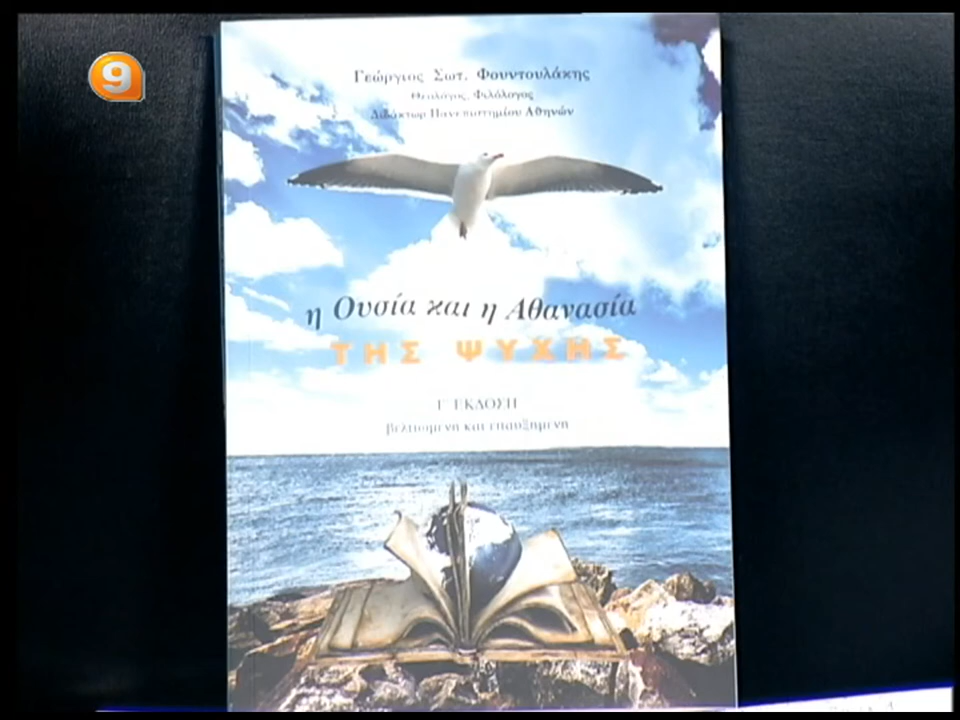 9
Γεώργιος Σωτ. Φουντουλάκης
Θεολόγος, Φιλόλογος
Διδάκτωρ Πανεπιστημίου Αθηνών
η Ουσία και η Αθανασία
ΤΗΣ ΨΥΧΗΣ
Γ' ΕΚΔΟΣΗ
βελτιωμένη και επαυξημένη